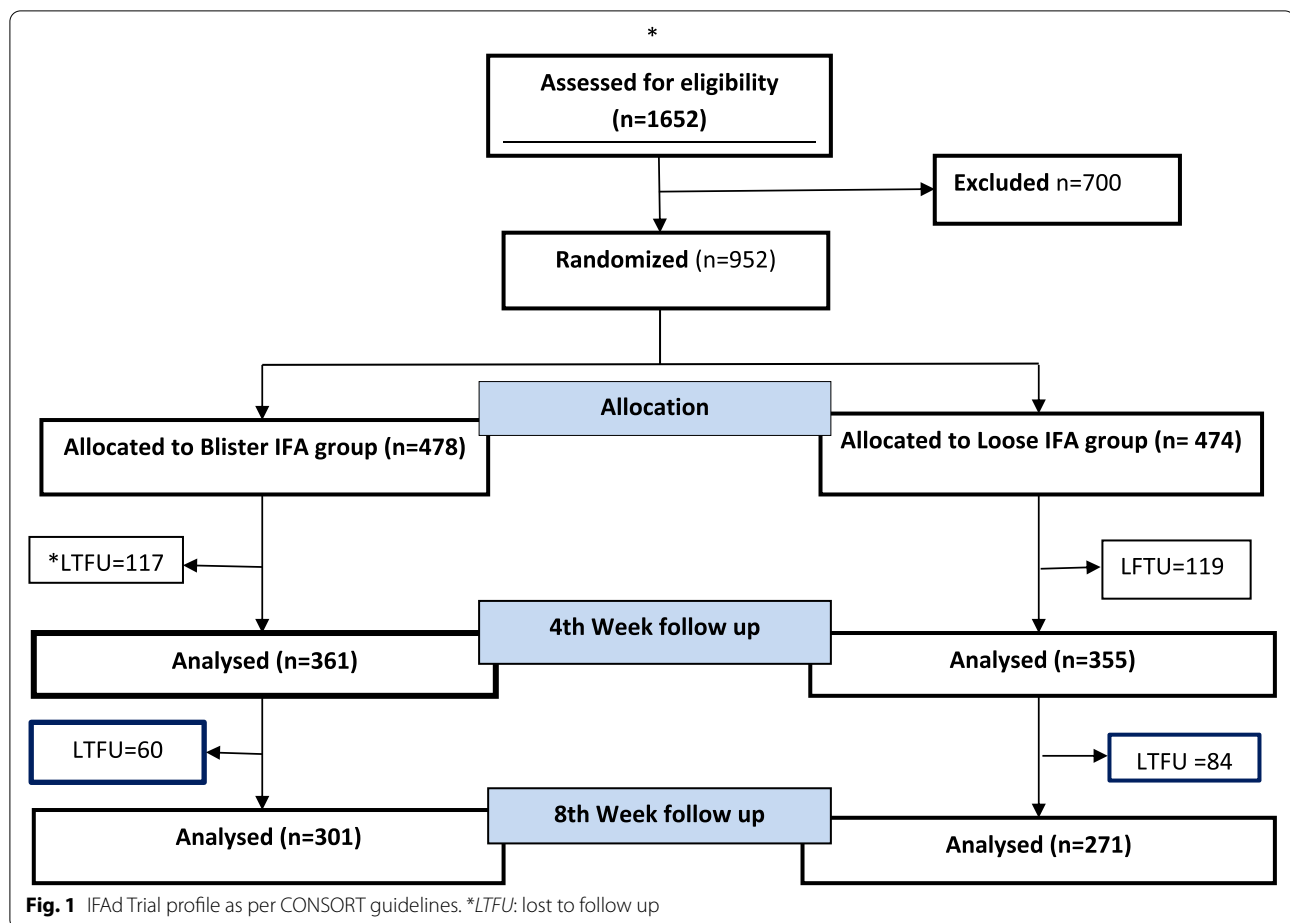 *
Assessed for eligibility
(n=1652)
Excluded n=700
Randomized (n=952)
Allocation
Allocated to Blister IFA group (n=478)
Allocated to Loose IFA group (n= 474)
*LTFU=117
LFTU=119
4th Week follow up
Analysed (n=361)
Analysed (n=355)
LTFU=60
LTFU =84
8th Week follow up
Analysed (n=301)
Analysed (n=271)
Fig. 1 IFAd Trial profile as per CONSORT guidelines. *LTFU: lost to follow up